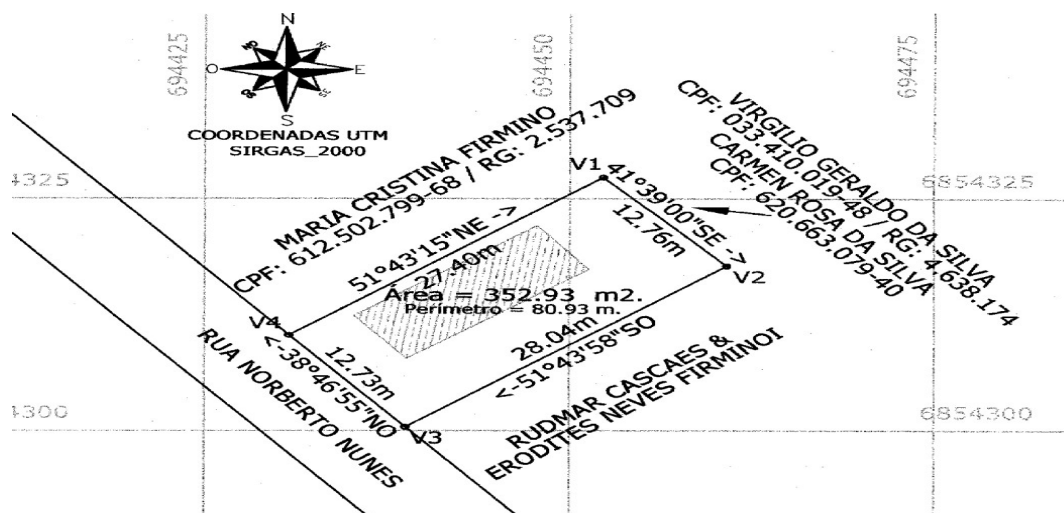 694425
694450
694475
N
NO
NE
O
E
SO
SE
S
COORDENADAS UTM
SIRGAS_2000
MARIA CRISTINA FIRMINO
CPF: 612.502.799-68 / RG: 2.537.709
VIRGILIO GERALDO DA SILVA
CPF: 033.410.019-48 / RG: 4.638.174
CARMEN ROSA DA SILVA
CPF: 620.663.079-40
4325
6854325
V1
41°39'00"SE ->
12.76m
51°43'15"NE ->
27.40m
V2
Área = 352.93 m2.
Perímetro = 80.93 m.
V4
12.73m
<-38°46'55"NO
28.04m
<-51°43'58"SO
RUA NORBERTO NUNES
V3
RUDMAR CASCAES &
ERODITES NEVES FIRMINOI
4300
6854300